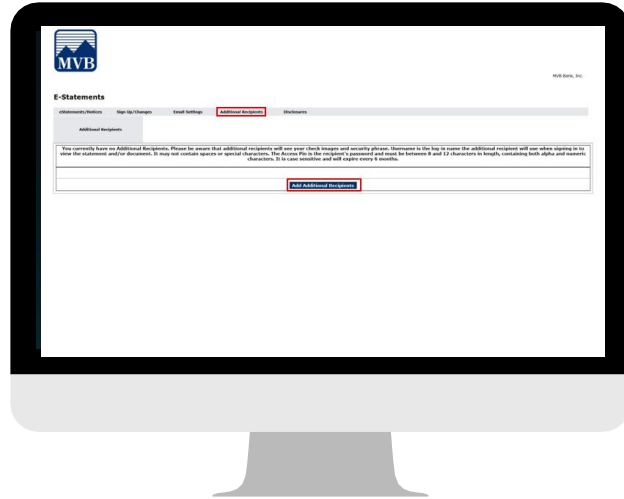 MVB
MVB Bank, Inc.
E-Statements
eStatements/Notices Sign Up/Changes Email Settings Additional Recipients Disclosures
Additional Recipients
You currently have no Additional Recipients. Please be aware that additional recipients will see your check images and security phrase. Username is the log in name the additional recipient will use when signing in to
view the statement and/or document. It may not contain spaces or special characters. The Access Pin is the recipient's password and must be between 8 and 12 characters in length, containing both alpha and numeric
characters. It is case sensitive and will expire every 6 months.
Add Additional Recipients